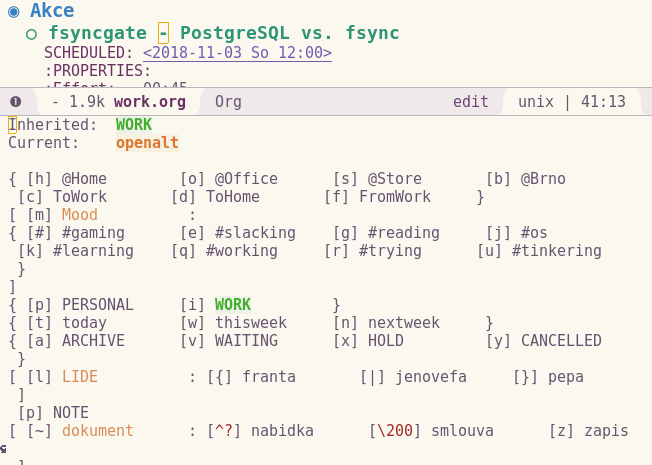 ◉ Akce
○ fsyncgate - PostgreSQL vs. fsync
SCHEDULED: <2018-11-03 So 12:00>
:PROPERTIES:
:Effort: 00:45
❶ - 1.9k work.org Org edit unix | 41:13
Inherited: WORK
Current: openalt
{ [h] @Home [o] @Office [s] @Store [b] @Brno
[c] ToWork [d] ToHome [f] FromWork }
[ [m] Mood :
{ [#] #gaming [e] #slacking [g] #reading [j] #os
[k] #learning [q] #working [r] #trying [u] #tinkering
}
]
{ [p] PERSONAL [i] WORK }
{ [t] today [w] thisweek [n] nextweek }
{ [a] ARCHIVE [v] WAITING [x] HOLD [y] CANCELLED
}
[ [l] LIDE : [{] franta [|] jenovefa [}] pepa
]
[p] NOTE
[ [~] dokument : [^?] nabidka [\200] smlouva [z] zapis
]